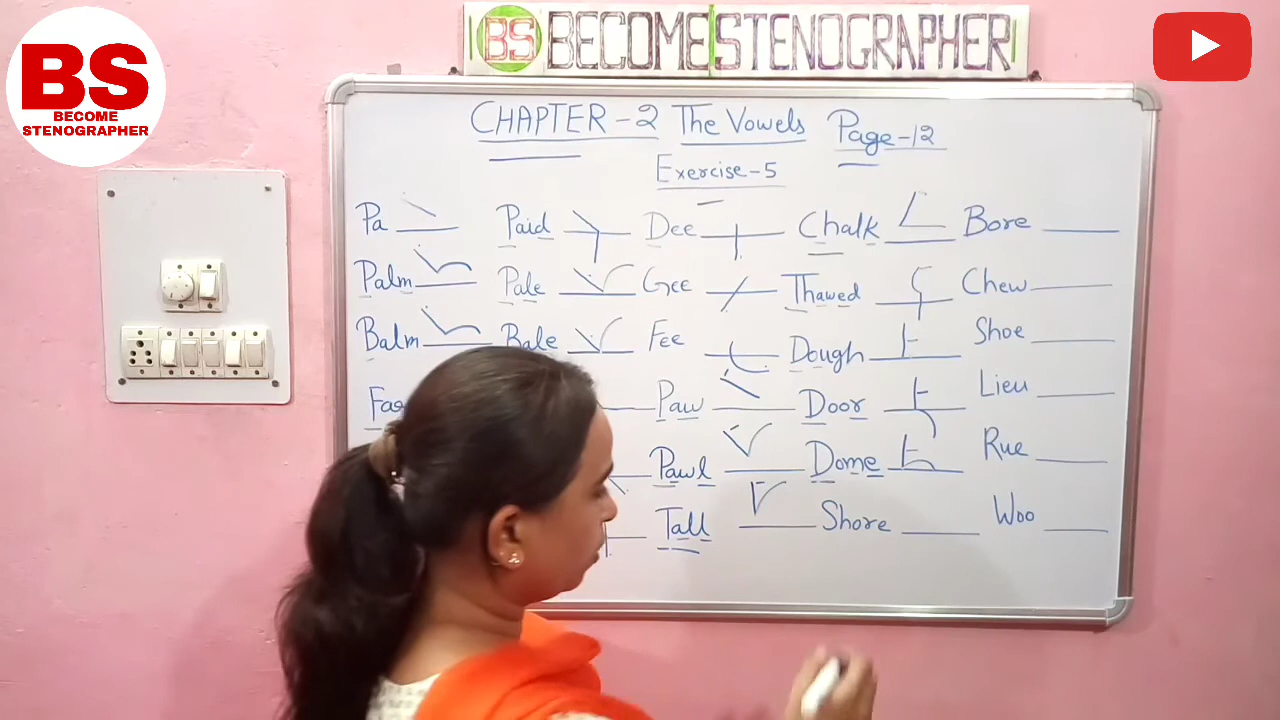 BS BECOME STENOGRAPHER
BS
BECOME
STENOGRAPHER
CHAPTER-2 The Vowels Page-12
Exercise-5
Pa Paid Dee Chalk Bore
Palm Pale Gee Thawed Chew
Balm Bale Fee Dough Shoe
Paw Door Lieu
Pawl Dome Rue
Tall Shore Woo